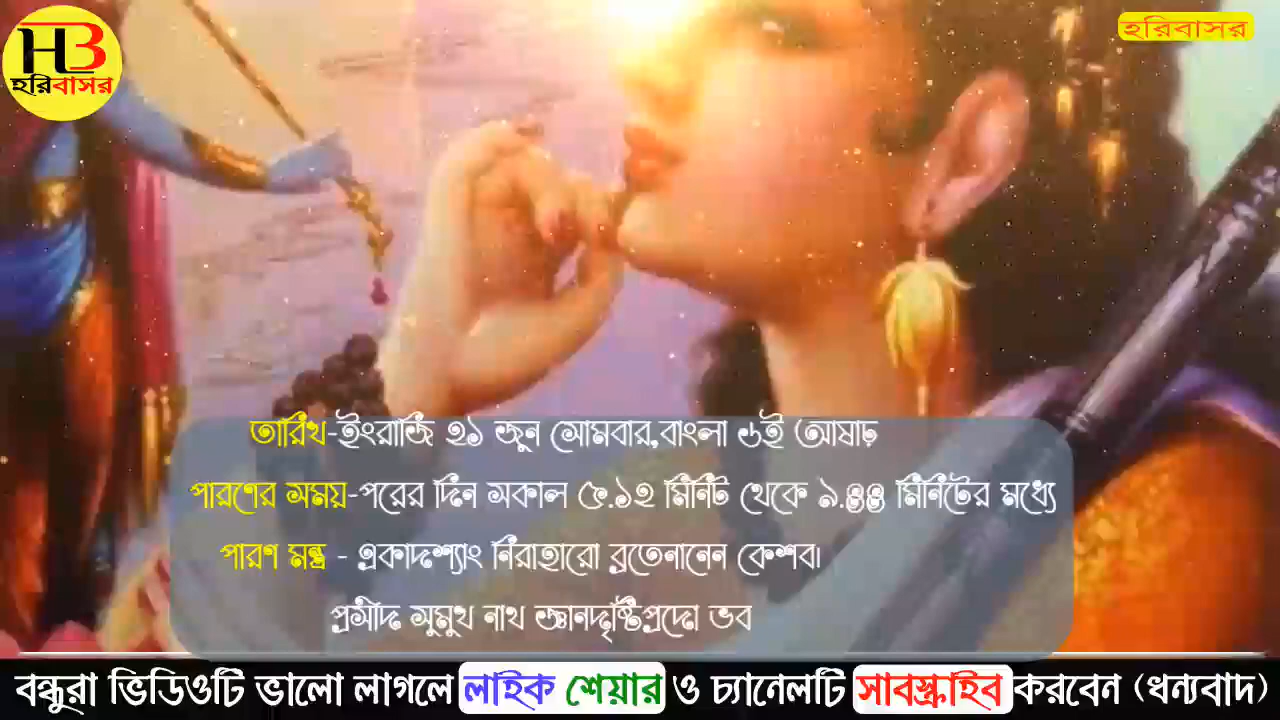 HB
হরিবাসর
হরিবাসর
তারিখ-ইংরাজি ২১ জুন সোমবার,বাংলা ৬ই আষাঢ়
পারণের সময়-পরের দিন সকাল ৫.১২ মিনিট থেকে ৯.৪৪ মিনিটের মধ্যে
পারণ মন্ত্র - একাদশ্যাং নিরাহারো ব্রতেনানেন কেশব৷
প্রসীদ সুমুখ নাথ জ্ঞানদৃষ্টিপ্রদো ভব
বন্ধুরা ভিডিওটি ভালো লাগলে লাইক শেয়ার ও চ্যানেলটি সাবস্ক্রাইব করবেন (ধন্যবাদ)